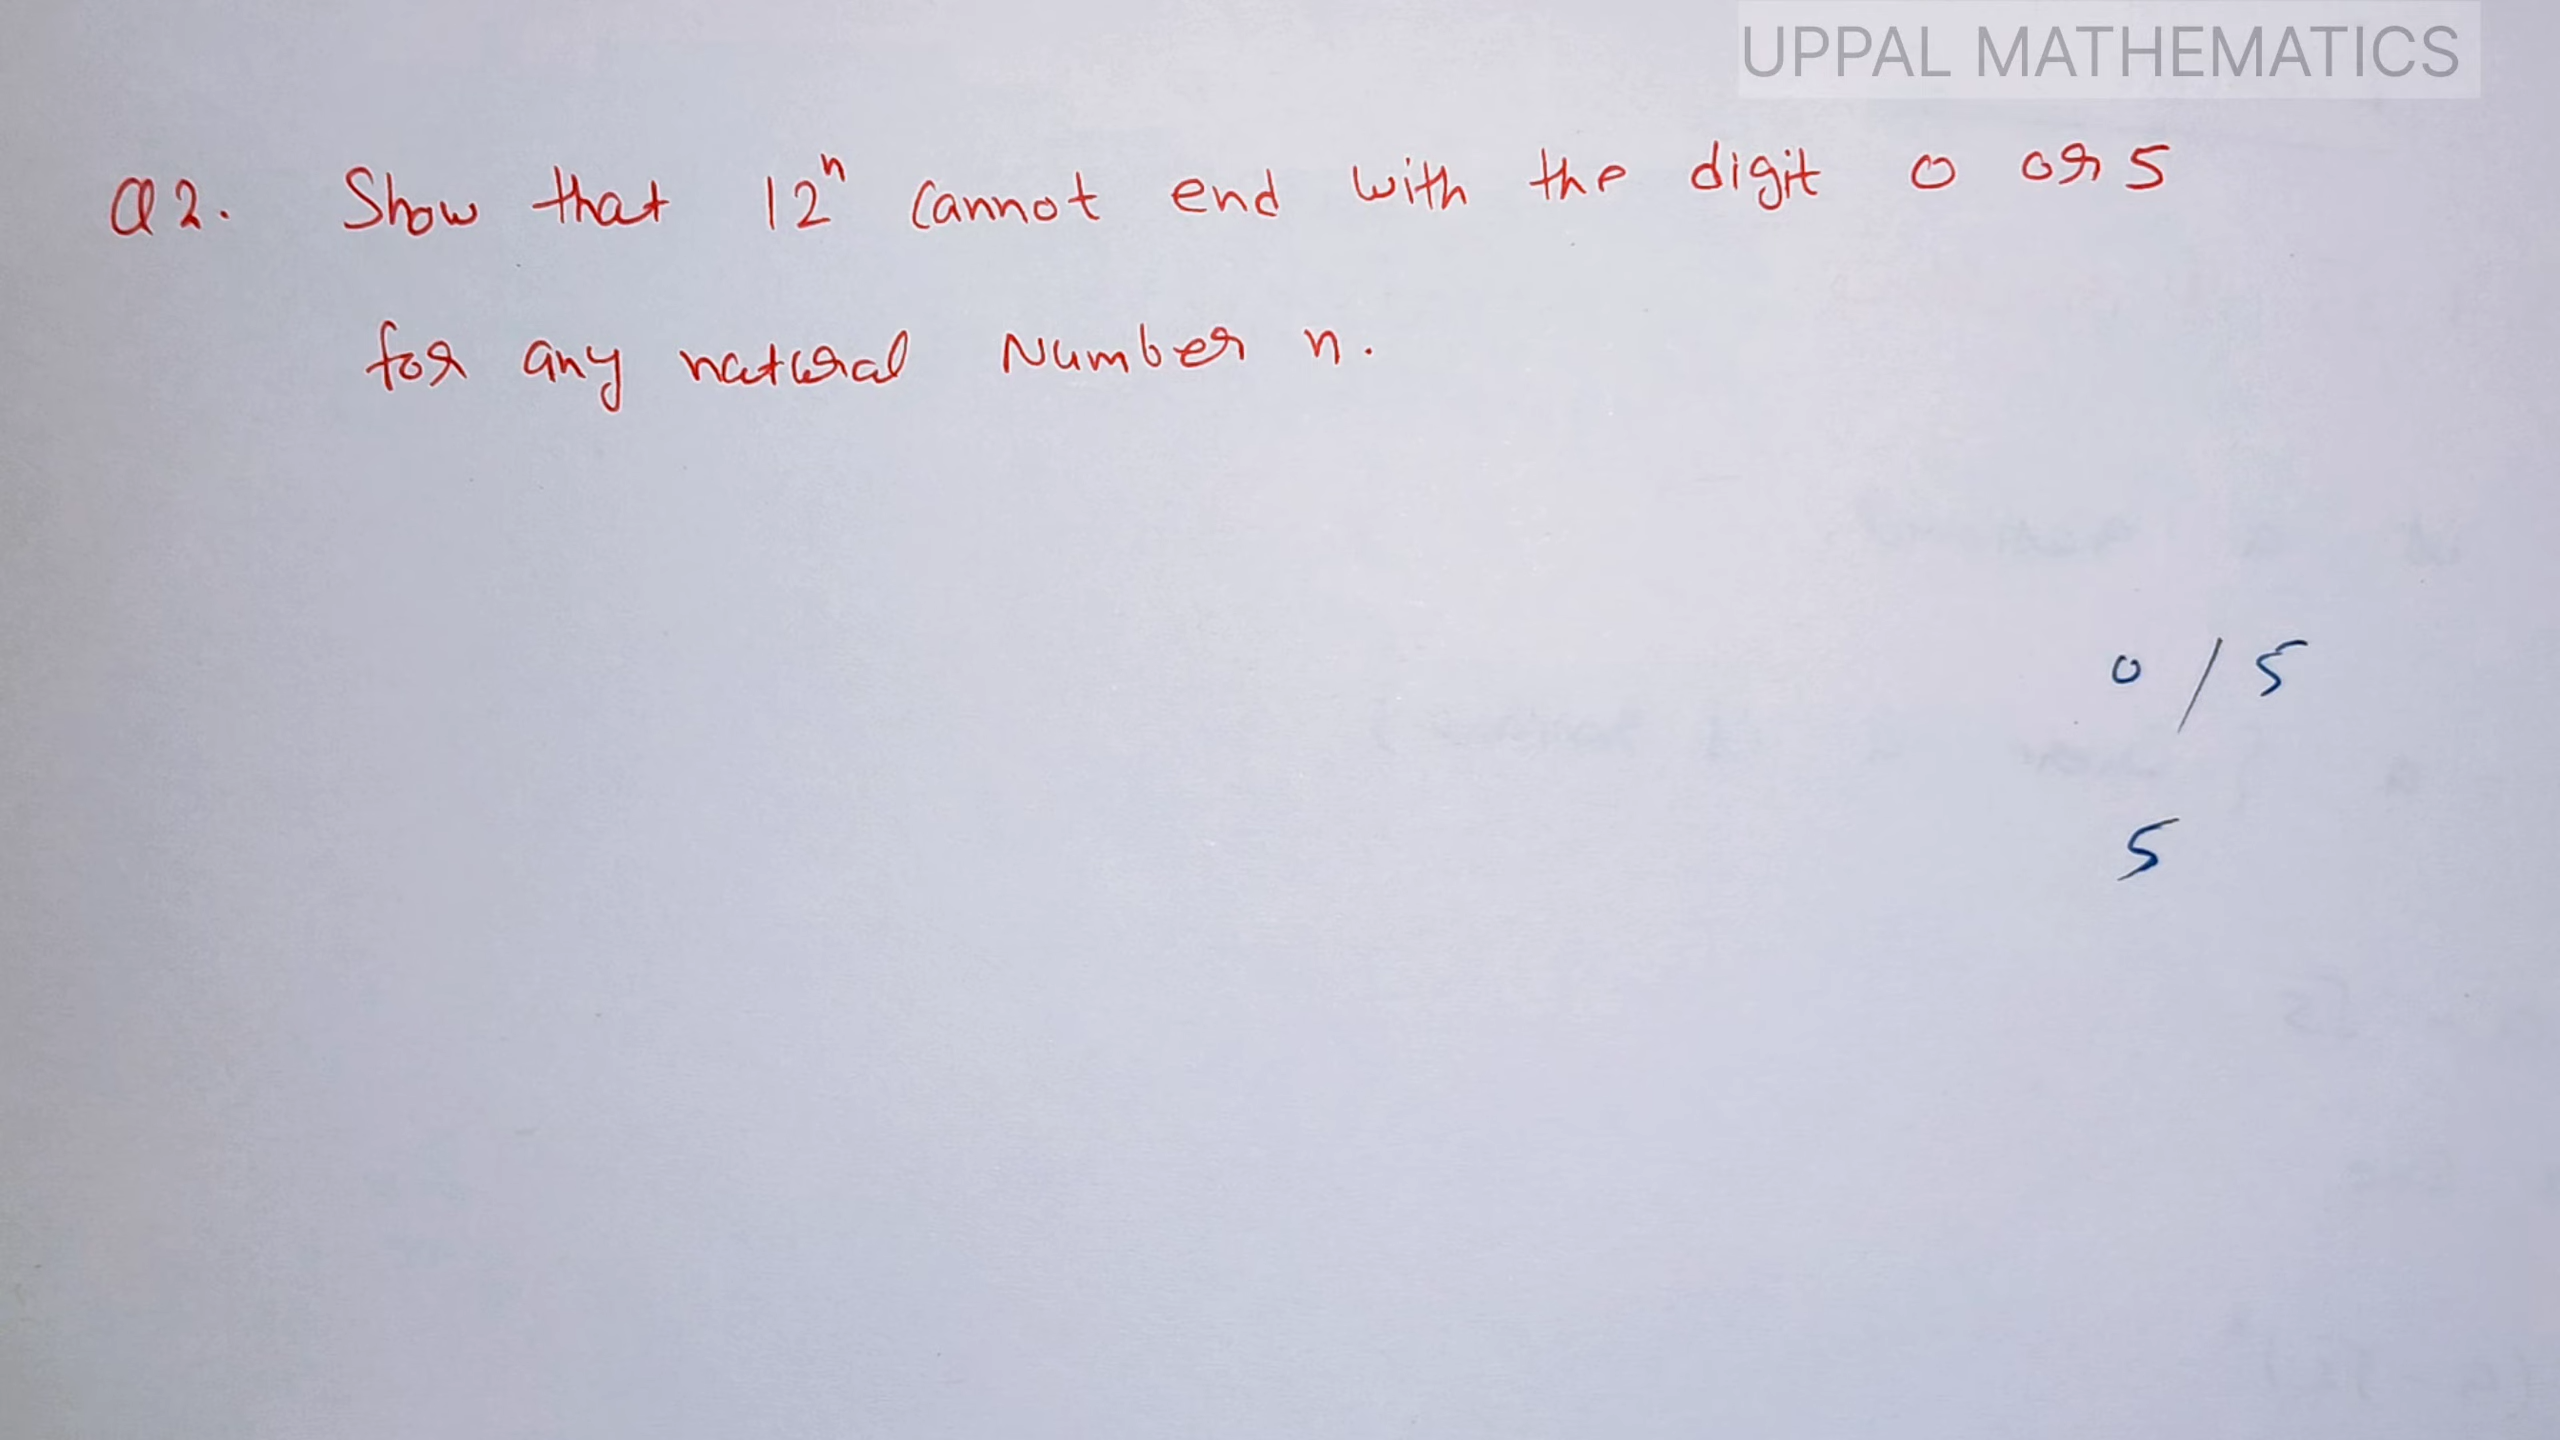 UPPAL MATHEMATICS
Q2. Show that 12ⁿ cannot end with the digit 0 or 5
for any natural Number n.
0 / 5
5